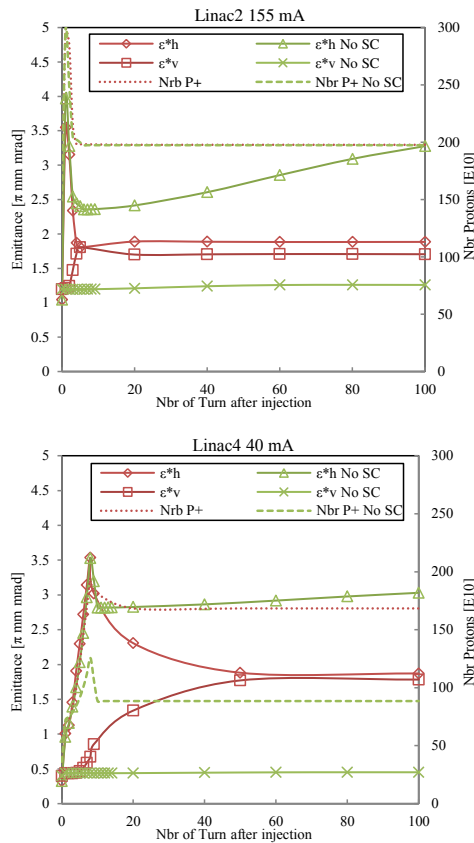 Linac2 155 mA
ε*h
ε*h No SC
ε*v
ε*v No SC
Nrb P+
Nbr P+ No SC
5
4.5
4
3.5
3
2.5
2
1.5
1
0.5
0
300
250
200
150
100
50
0
0
20
40
60
80
100
Emittance [π mm mrad]
Nbr Protons [E10]
Nbr of Turn after injection
Linac4 40 mA
ε*h
ε*h No SC
ε*v
ε*v No SC
Nrb P+
Nbr P+ No SC
5
4.5
4
3.5
3
2.5
2
1.5
1
0.5
0
300
250
200
150
100
50
0
0
20
40
60
80
100
Emittance [π mm mrad]
Nbr Protons [E10]
Nbr of Turn after injection